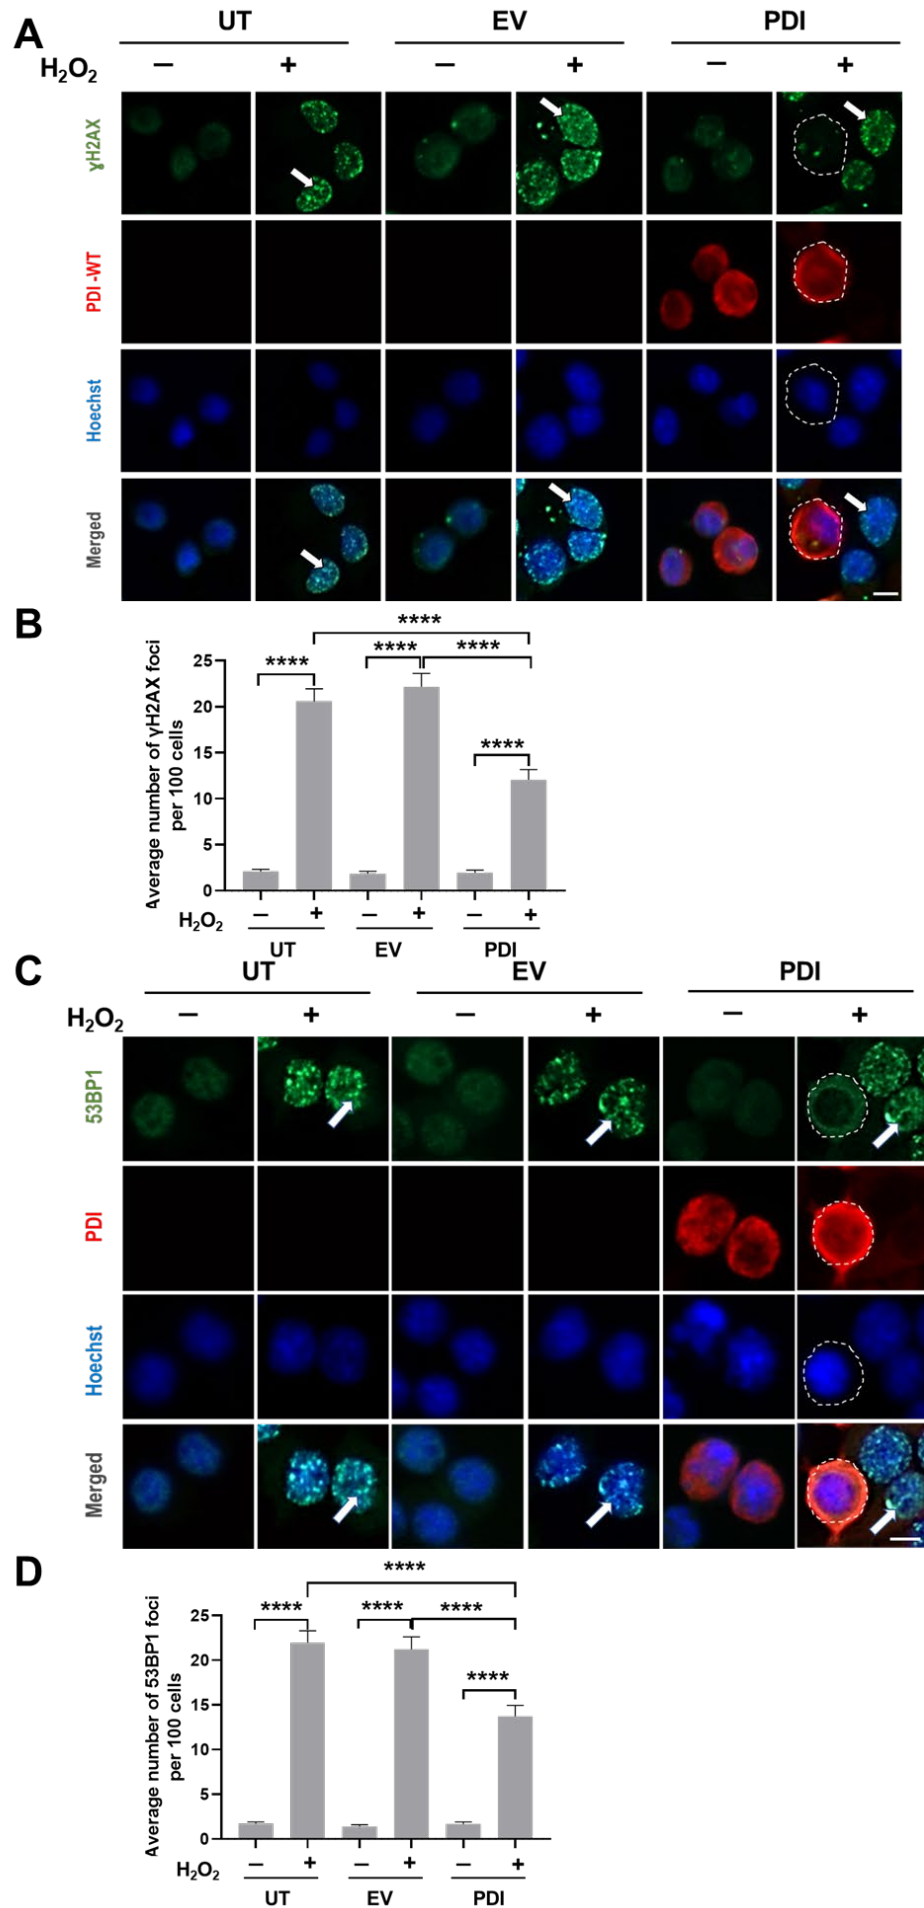 A
UT EV PDI
H₂O₂ – + – + – +
ɣH2AX
PDI -WT
Hoechst
Merged
B
****
**** **** ****
****
Average number of γH2AX foci
per 100 cells
25
20
15
10
5
0
H₂O₂ – + – + – +
UT EV PDI
C
UT EV PDI
H₂O₂ – + – + – +
53BP1
PDI
Hoechst
Merged
D
****
**** **** ****
****
Average number of 53BP1 foci
per 100 cells
25
20
15
10
5
0
H₂O₂ – + – + – +
UT EV PDI